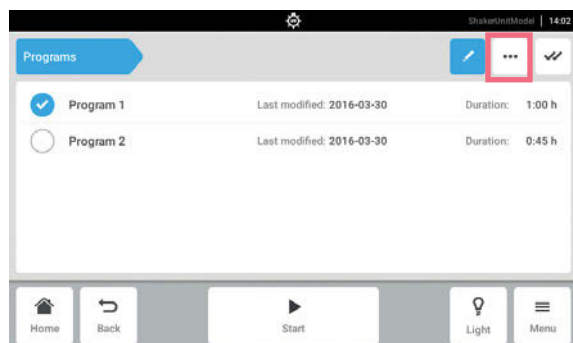 ShakerUnitModel | 14:02
Programs
Program 1 Last modified: 2016-03-30 Duration: 1:00 h
Program 2 Last modified: 2016-03-30 Duration: 0:45 h
Home Back Start Light Menu